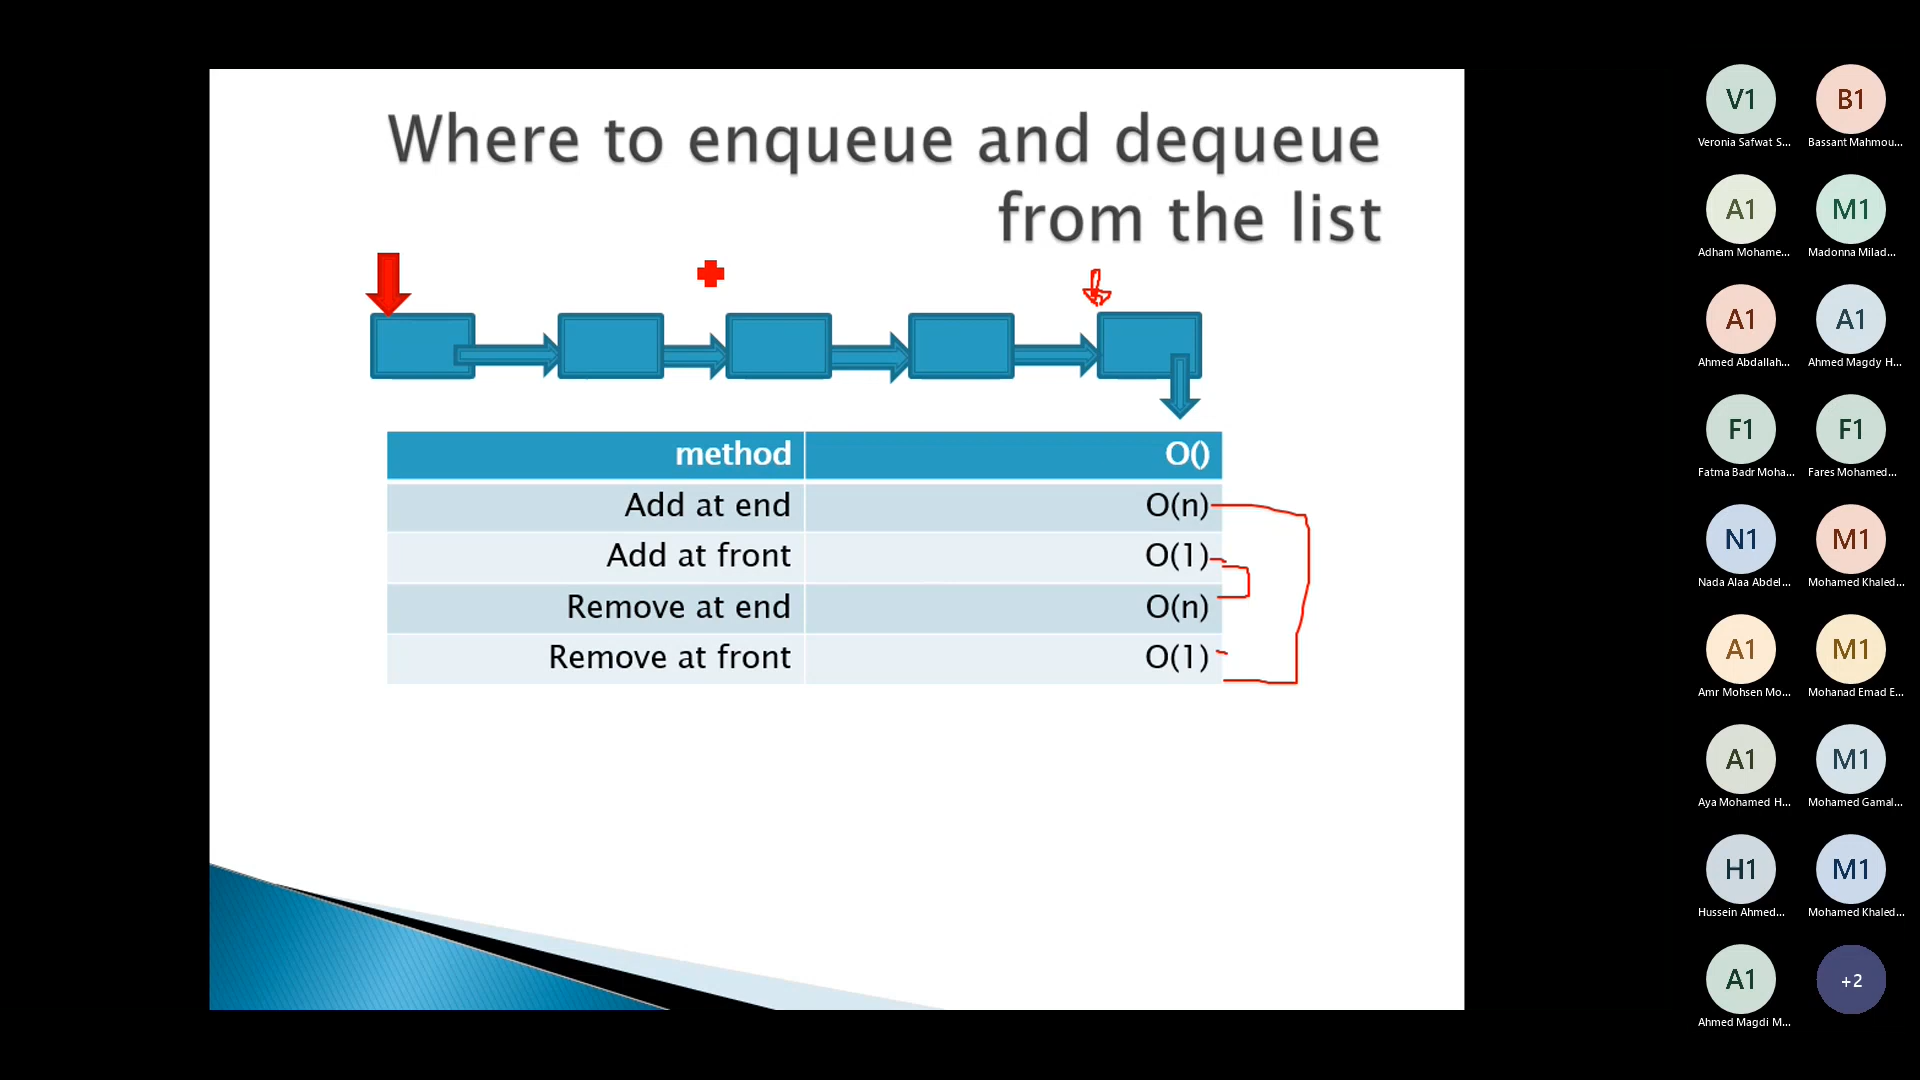 Where to enqueue and dequeue
from the list
method O()
Add at end O(n)
Add at front O(1)
Remove at end O(n)
Remove at front O(1)
V1 B1
Veronia Safwat S... Bassant Mahmou...
A1 M1
Adham Mohame... Madonna Milad...
A1 A1
Ahmed Abdallah... Ahmed Magdy H...
F1 F1
Fatma Badr Moha... Fares Mohamed...
N1 M1
Nada Alaa Abdel... Mohamed Khaled...
A1 M1
Amr Mohsen Mo... Mohanad Emad E...
A1 M1
Aya Mohamed H... Mohamed Gamal...
H1 M1
Hussein Ahmed... Mohamed Khaled...
A1 +2
Ahmed Magdi M...